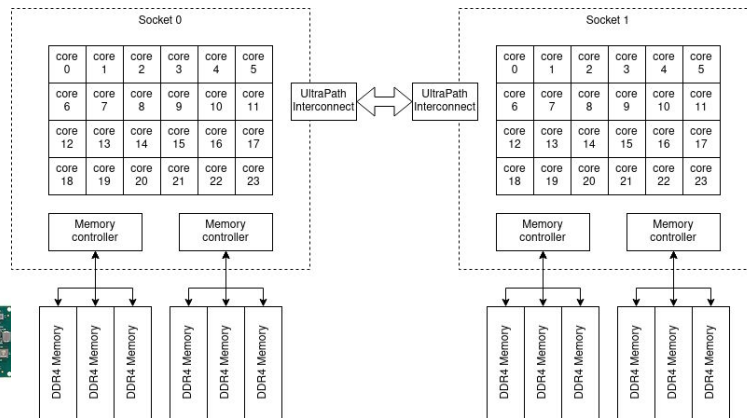 Socket 0
core 0
core 1
core 2
core 3
core 4
core 5
core 6
core 7
core 8
core 9
core 10
core 11
core 12
core 13
core 14
core 15
core 16
core 17
core 18
core 19
core 20
core 21
core 22
core 23
UltraPath
Interconnect
Memory
controller
Memory
controller
DDR4 Memory
DDR4 Memory
DDR4 Memory
DDR4 Memory
DDR4 Memory
DDR4 Memory
Socket 1
UltraPath
Interconnect
core 0
core 1
core 2
core 3
core 4
core 5
core 6
core 7
core 8
core 9
core 10
core 11
core 12
core 13
core 14
core 15
core 16
core 17
core 18
core 19
core 20
core 21
core 22
core 23
Memory
controller
Memory
controller
DDR4 Memory
DDR4 Memory
DDR4 Memory
DDR4 Memory
DDR4 Memory
DDR4 Memory